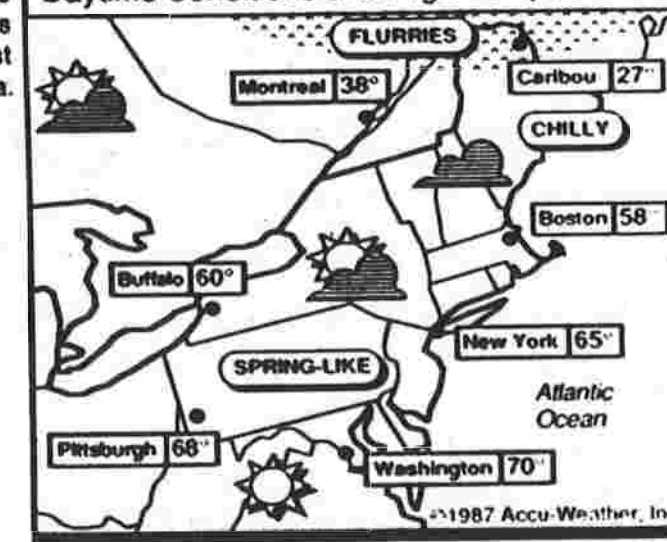 FLURRIES
Montreal 38°
Caribou 27°
CHILLY
Boston 58
Buffalo 60°
New York 65°
SPRING-LIKE
Atlantic
Ocean
Pittsburgh 68°
Washington 70°
©1987 Accu-Weather, In